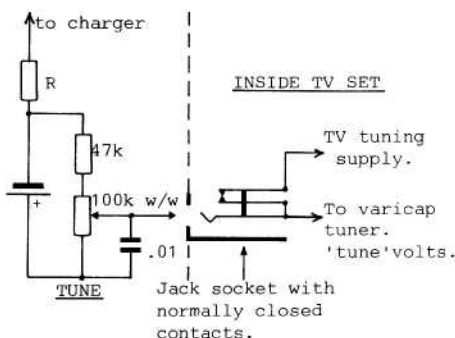 to charger
R
INSIDE TV SET
47k
TV tuning
supply.
100k w/w
To varicap
tuner.
'tune'volts.
+
.01
TUNE
Jack socket with
normally closed
contacts.